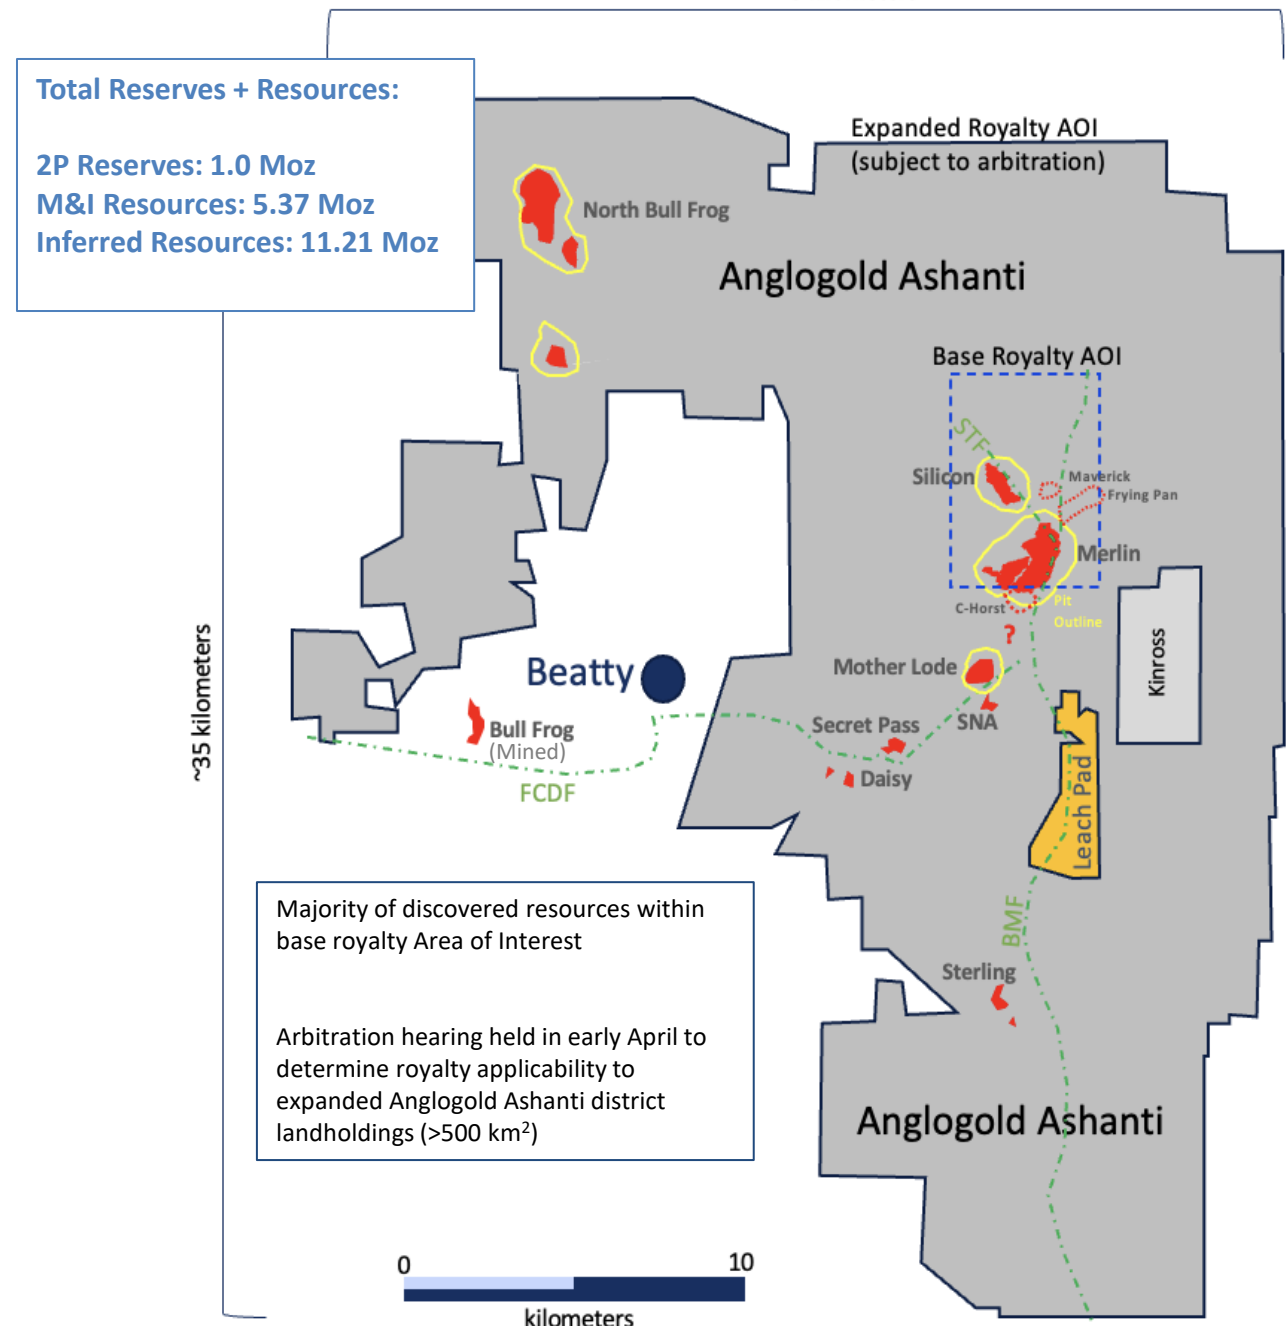 Total Reserves + Resources:
2P Reserves: 1.0 Moz
M&I Resources: 5.37 Moz
Inferred Resources: 11.21 Moz
Expanded Royalty AOI
(subject to arbitration)
North Bull Frog
Anglogold Ashanti
Base Royalty AOI
STF
Silicon
Maverick
Frying Pan
Merlin
C-Horst
Pit
Outline
?
Kinross
~35 kilometers
Beatty
Mother Lode
SNA
Bull Frog
(Mined)
Secret Pass
Daisy
FCDF
Leach Pad
BMF
Majority of discovered resources within
base royalty Area of Interest
Arbitration hearing held in early April to
determine royalty applicability to
expanded Anglogold Ashanti district
landholdings (>500 km²)
Sterling
Anglogold Ashanti
0 10
kilometers